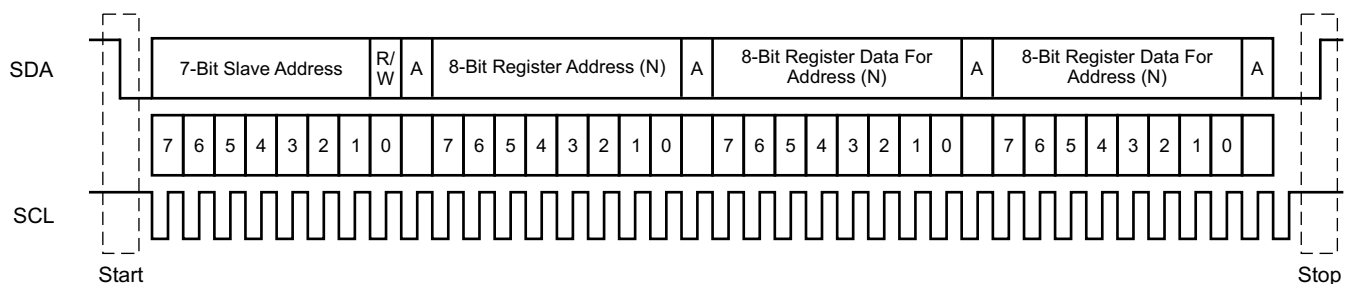 SDA
7-Bit Slave Address
R/
W
A
8-Bit Register Address (N)
A
8-Bit Register Data For
Address (N)
A
8-Bit Register Data For
Address (N)
A
7 6 5 4 3 2 1 0 7 6 5 4 3 2 1 0 7 6 5 4 3 2 1 0 7 6 5 4 3 2 1 0
SCL
Start
Stop